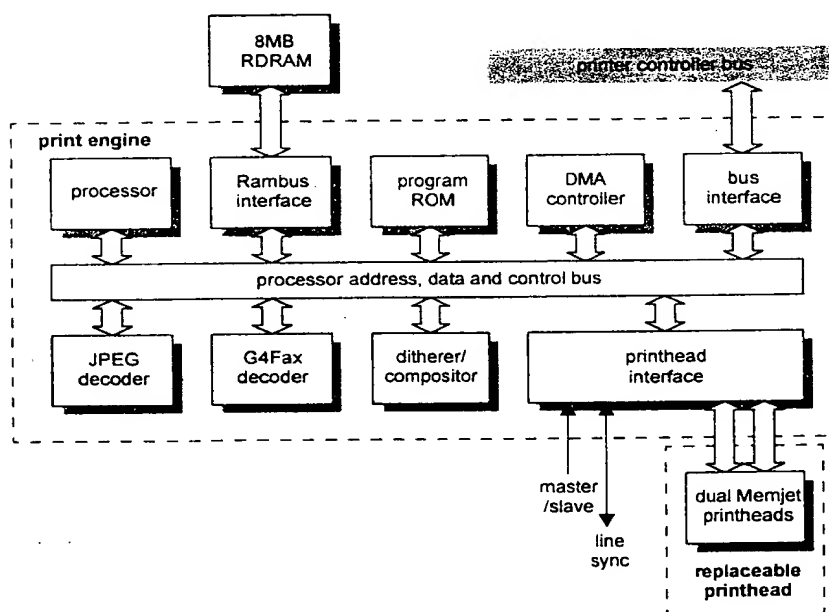 8MB
RDRAM
printer controller bus
print engine
processor
Rambus
interface
program
ROM
DMA
controller
bus
interface
processor address, data and control bus
JPEG
decoder
G4Fax
decoder
ditherer/
compositor
printhead
interface
master
/slave
line
sync
dual Memjet
printheads
replaceable
printhead